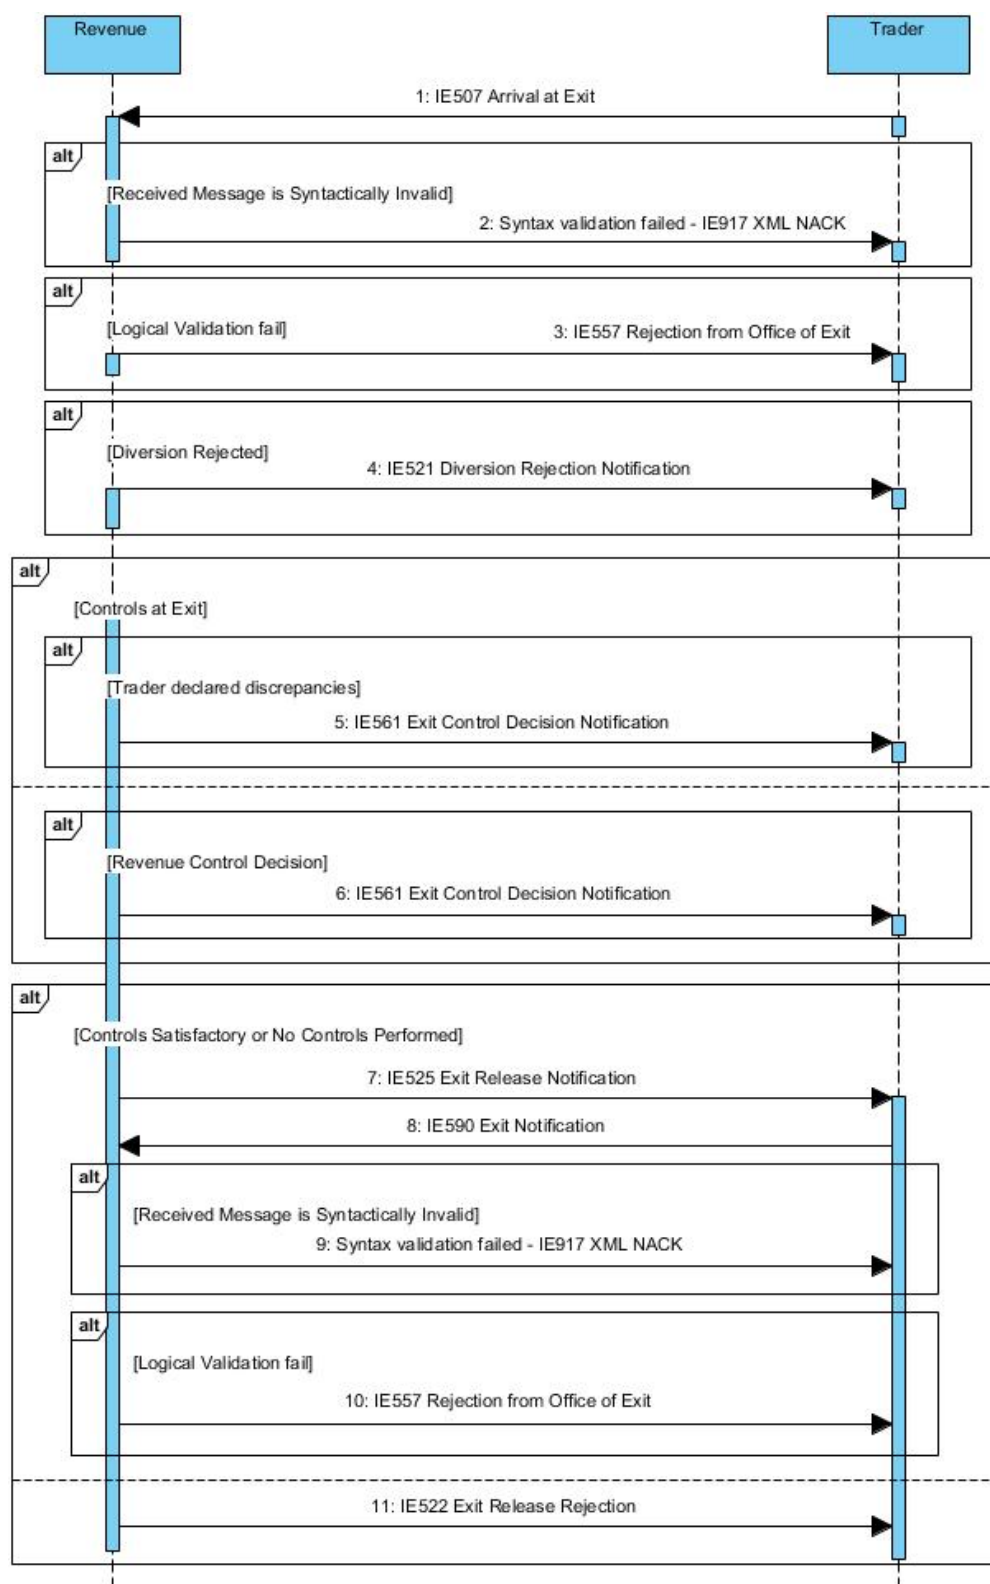 Revenue
Trader
1: IE507 Arrival at Exit
alt
[Received Message is Syntactically Invalid]
2: Syntax validation failed - IE917 XML NACK
alt
[Logical Validation fail]
3: IE557 Rejection from Office of Exit
alt
[Diversion Rejected]
4: IE521 Diversion Rejection Notification
alt
[Controls at Exit]
alt
[Trader declared discrepancies]
5: IE561 Exit Control Decision Notification
alt
[Revenue Control Decision]
6: IE561 Exit Control Decision Notification
alt
[Controls Satisfactory or No Controls Performed]
7: IE525 Exit Release Notification
8: IE590 Exit Notification
alt
[Received Message is Syntactically Invalid]
9: Syntax validation failed - IE917 XML NACK
alt
[Logical Validation fail]
10: IE557 Rejection from Office of Exit
11: IE522 Exit Release Rejection